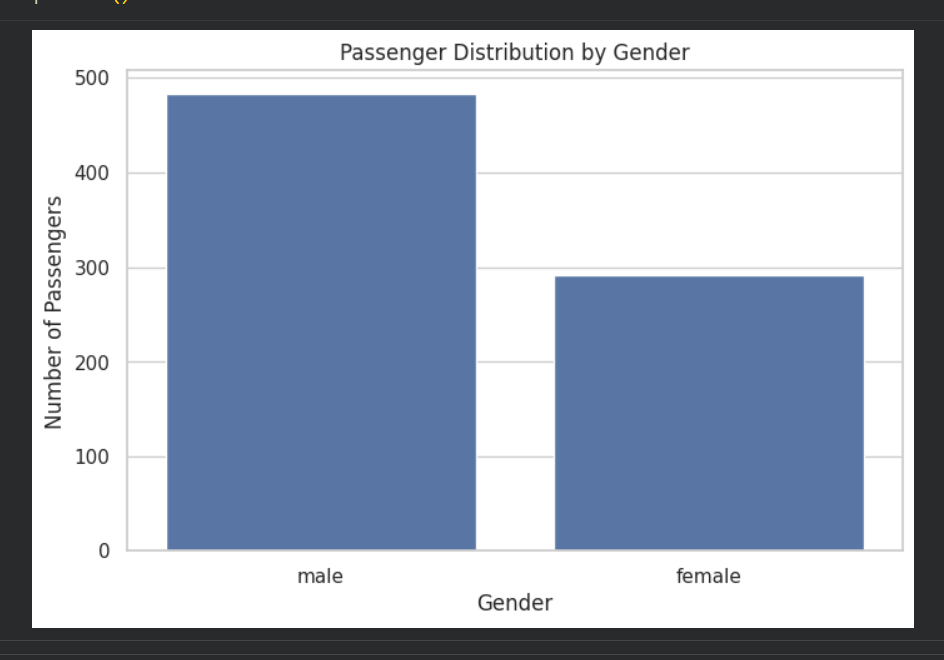 ()
Passenger Distribution by Gender
500
400
300
200
100
0
Number of Passengers
male female
Gender